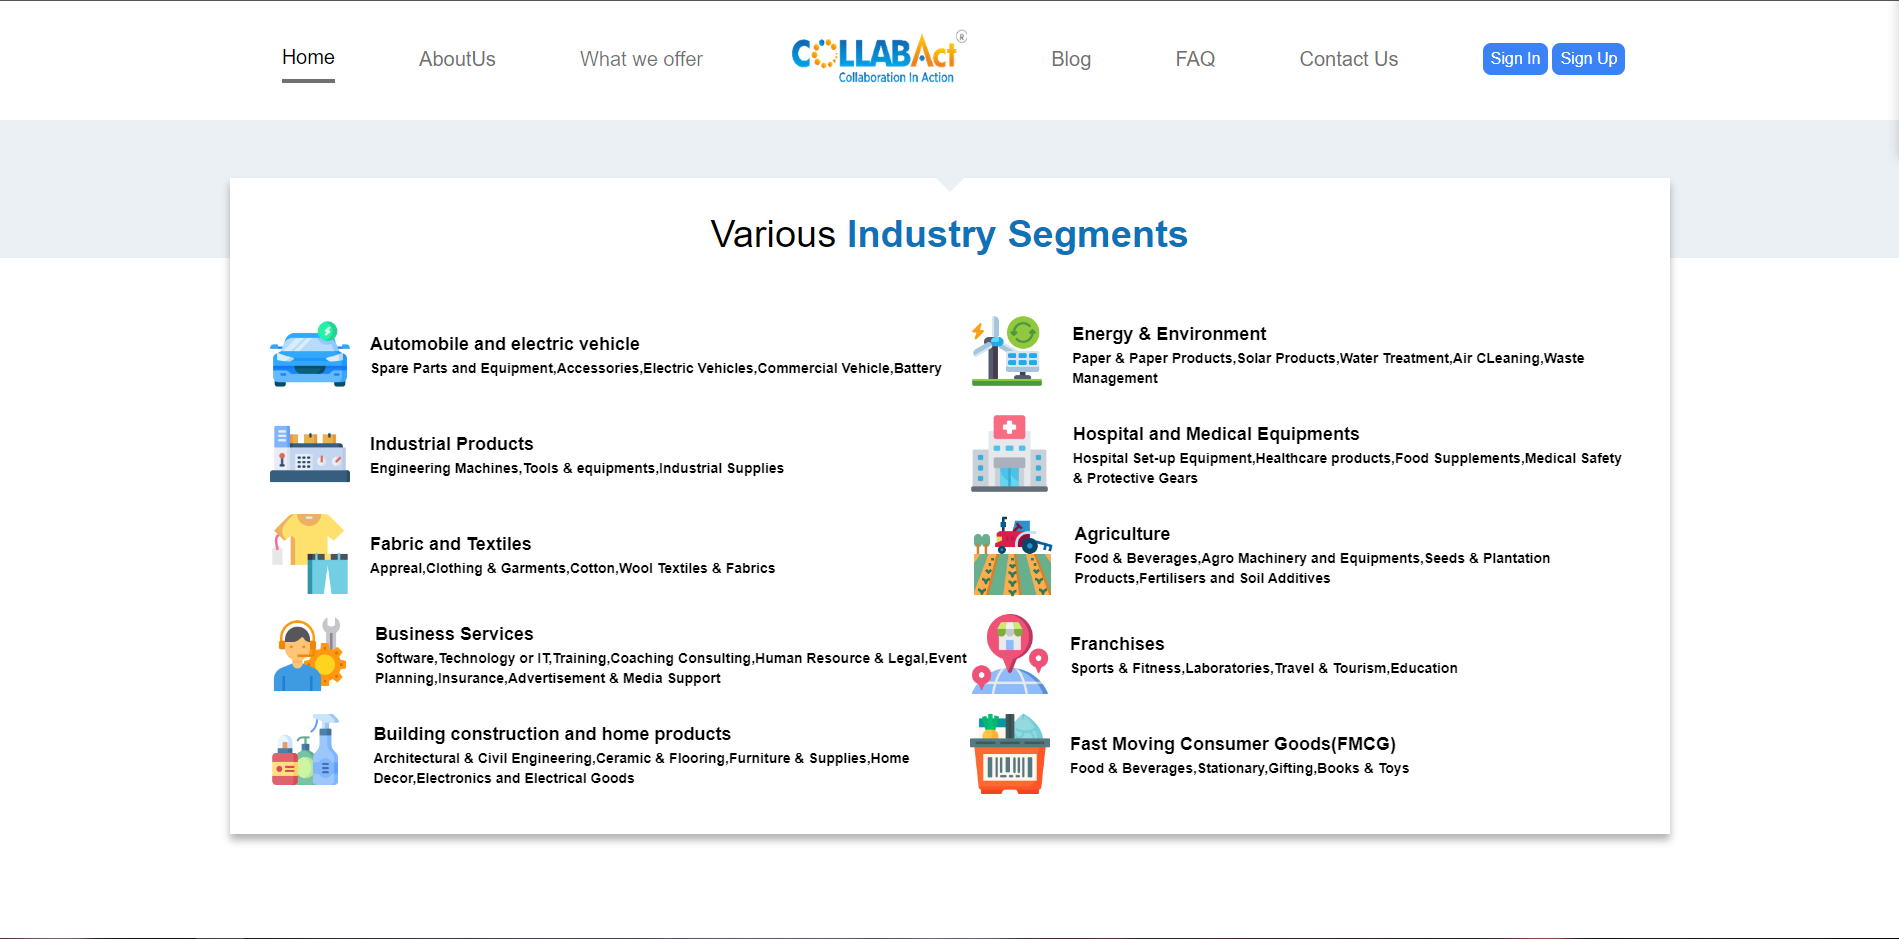 Home
AboutUs
What we offer
COLLABAct®
Collaboration In Action
Blog
FAQ
Contact Us
Sign In
Sign Up
Various Industry Segments
Automobile and electric vehicle
Spare Parts and Equipment,Accessories,Electric Vehicles,Commercial Vehicle,Battery
Industrial Products
Engineering Machines,Tools & equipments,Industrial Supplies
Fabric and Textiles
Appreal,Clothing & Garments,Cotton,Wool Textiles & Fabrics
Business Services
Software,Technology or IT,Training,Coaching Consulting,Human Resource & Legal,Event
Planning,Insurance,Advertisement & Media Support
Building construction and home products
Architectural & Civil Engineering,Ceramic & Flooring,Furniture & Supplies,Home
Decor,Electronics and Electrical Goods
Energy & Environment
Paper & Paper Products,Solar Products,Water Treatment,Air CLeaning,Waste
Management
Hospital and Medical Equipments
Hospital Set-up Equipment,Healthcare products,Food Supplements,Medical Safety
& Protective Gears
Agriculture
Food & Beverages,Agro Machinery and Equipments,Seeds & Plantation
Products,Fertilisers and Soil Additives
Franchises
Sports & Fitness,Laboratories,Travel & Tourism,Education
Fast Moving Consumer Goods(FMCG)
Food & Beverages,Stationary,Gifting,Books & Toys